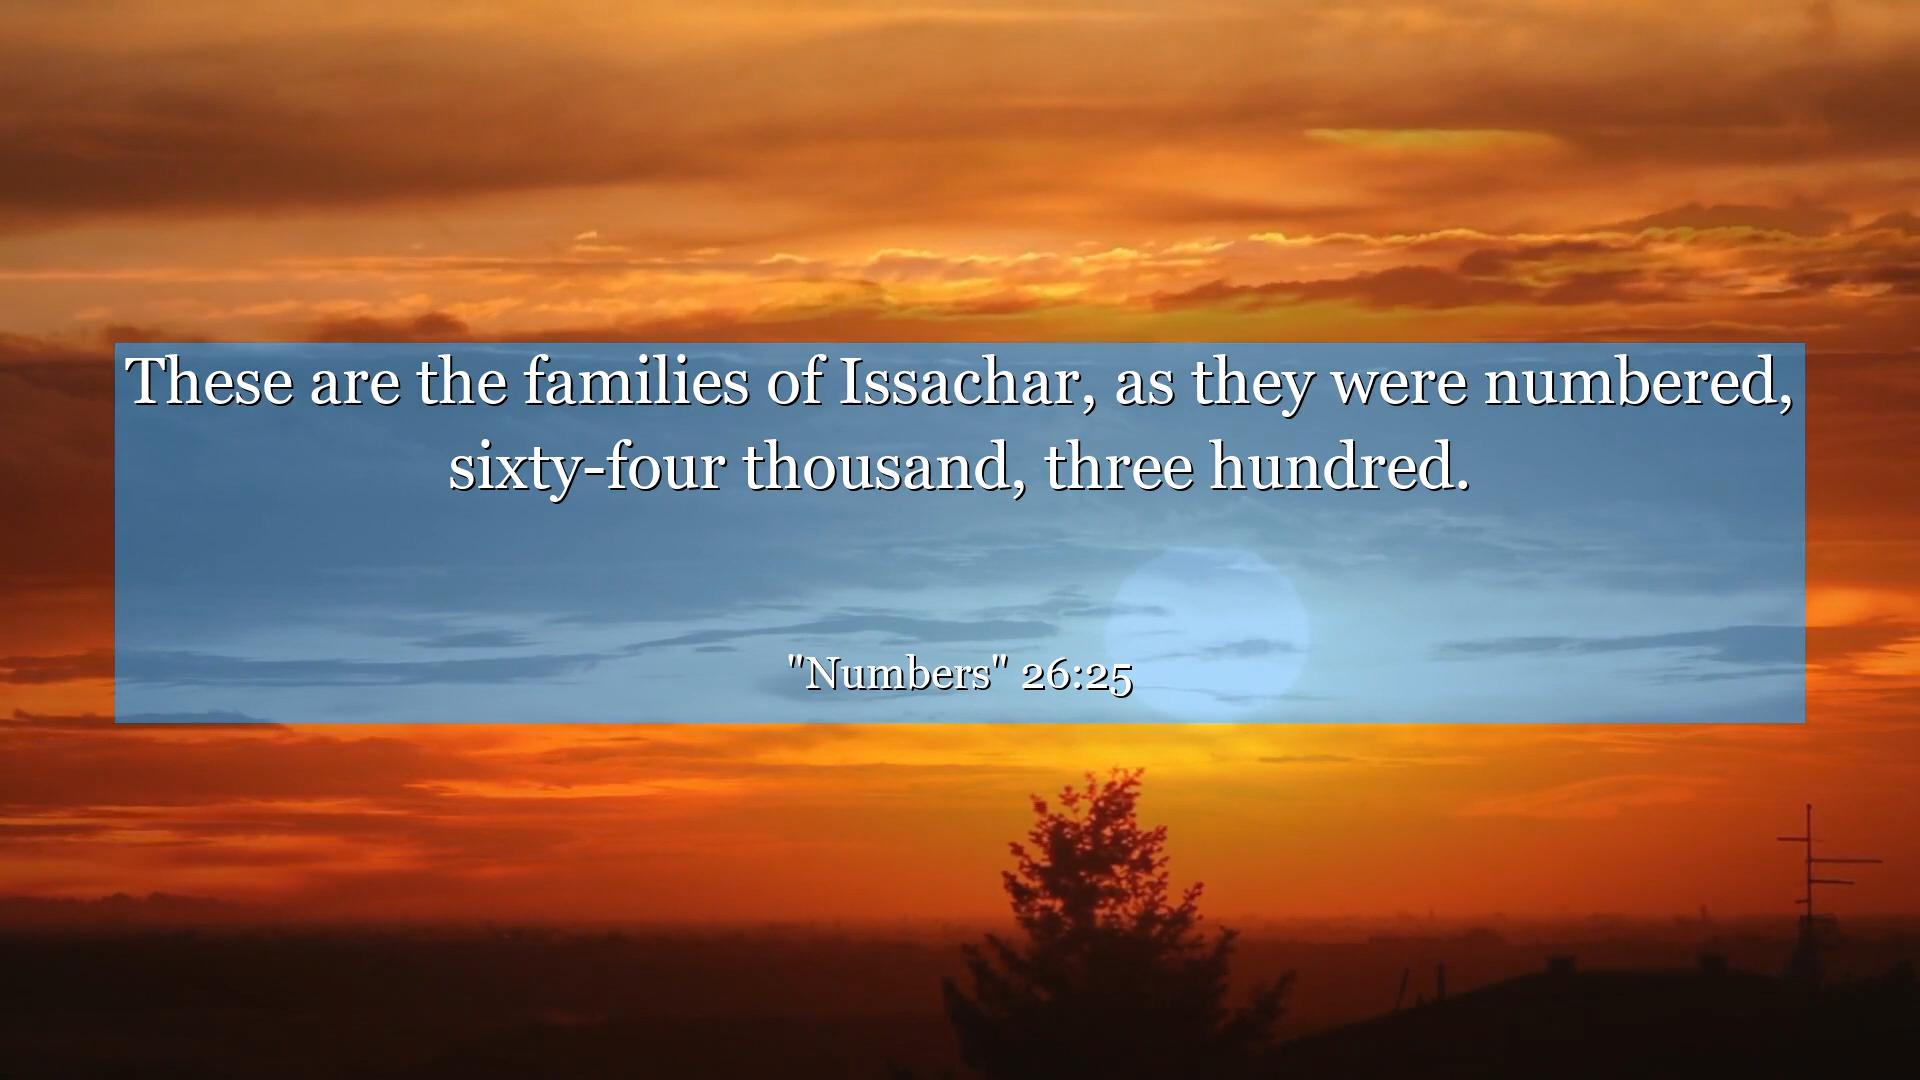 These are the families of Issachar, as they were numbered,
sixty-four thousand, three hundred.
"Numbers" 26:25